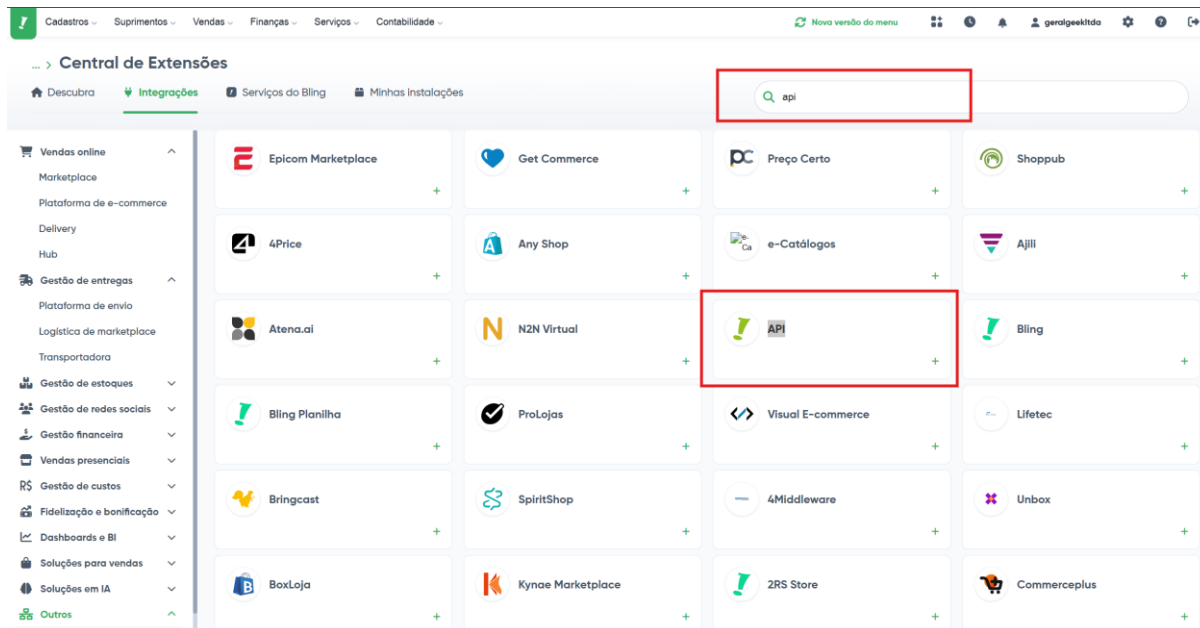 Cadastros Suprimentos Vendas Finanças Serviços Contabilidade Nova versão do menu geralgeekltda
... > Central de Extensões
Descubra Integrações Serviços do Bling Minhas instalações api
Vendas online
Marketplace
Plataforma de e-commerce
Delivery
Hub
Gestão de entregas
Plataforma de envio
Logística de marketplace
Transportadora
Gestão de estoques
Gestão de redes sociais
Gestão financeira
Vendas presenciais
R$ Gestão de custos
Fidelização e bonificação
Dashboards e BI
Soluções para vendas
Soluções em IA
Outros
Epicom Marketplace Get Commerce Preço Certo Shoppub
+ + + +
4Price Any Shop e-Ca e-Catálogos Ajili
+ + + +
Atena.ai N2N Virtual API Bling
+ + + +
Bling Planilha ProLojas Visual E-commerce Lifetec
+ + + +
Bringcast SpiritShop 4Middleware Unbox
+ + + +
BoxLoja Kynae Marketplace 2RS Store Commerceplus
+ + + +